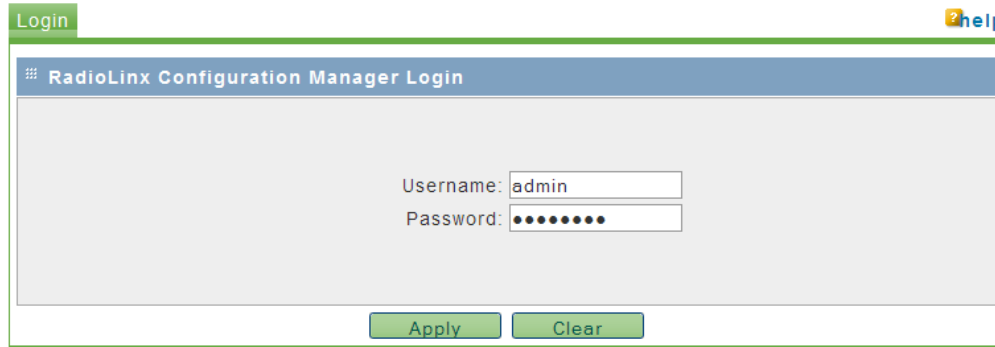 Login
help
RadioLinx Configuration Manager Login
Username: admin
Password: ●●●●●●●●
Apply Clear